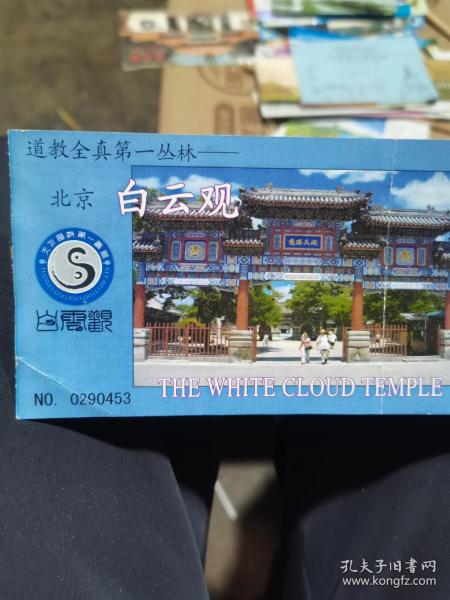 道教全真第一丛林——
北京 白云观
白雲觀
THE WHITE CLOUD TEMPLE
NO. 0290453
孔夫子旧书网
www.kongfz.com